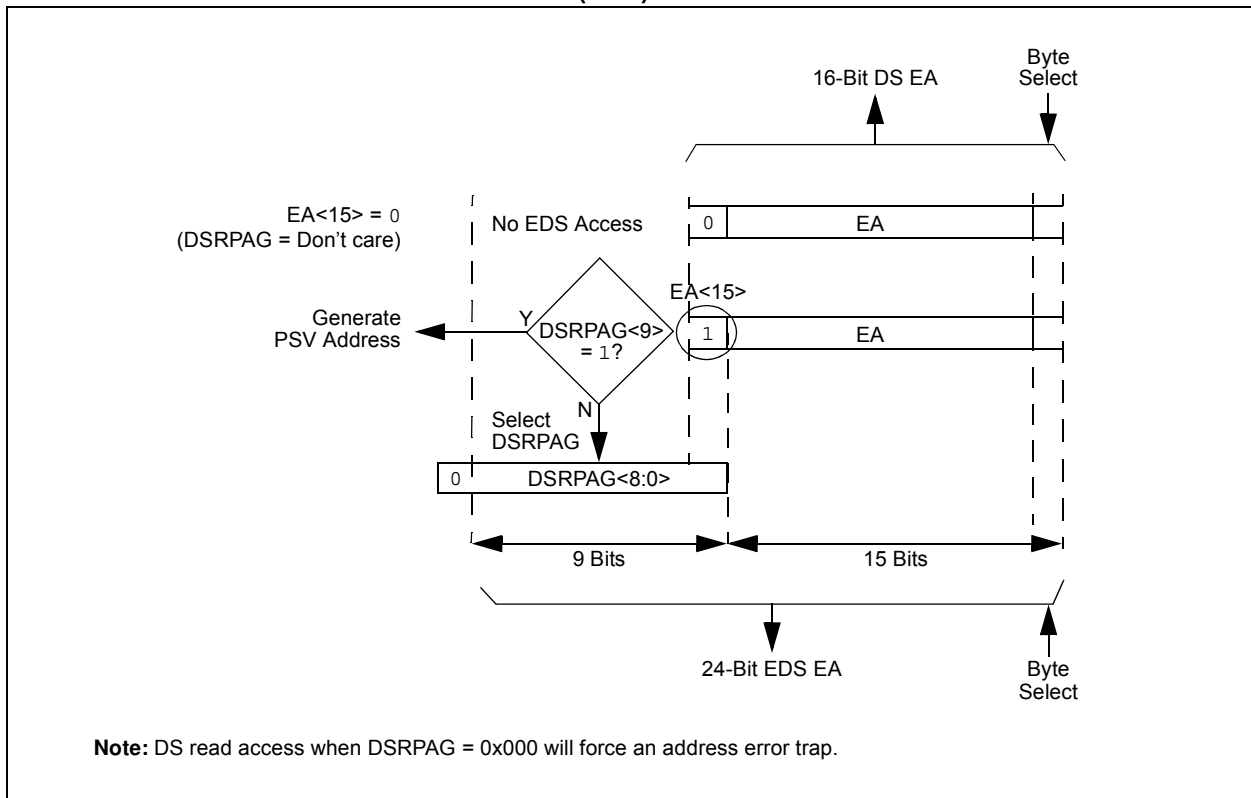 Byte
Select
16-Bit DS EA
EA<15> = 0
(DSRPAG = Don't care)
No EDS Access
0
EA
EA<15>
Generate
PSV Address
Y
DSRPAG<9>
= 1?
1
EA
N
Select
DSRPAG
0
DSRPAG<8:0>
9 Bits
15 Bits
24-Bit EDS EA
Byte
Select
Note: DS read access when DSRPAG = 0x000 will force an address error trap.